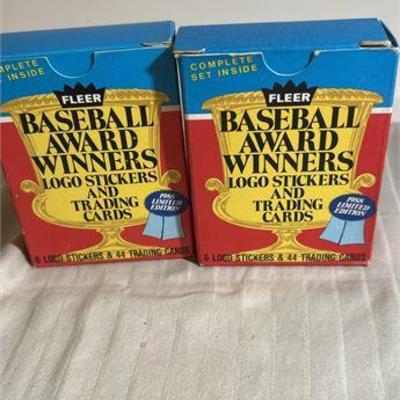 COMPLETE
SET INSIDE
FLEER
BASEBALL
AWARD
WINNERS
LOGO STICKERS
AND
TRADING
CARDS
1988
LIMITED
EDITION
6 LOGO STICKERS & 44 TRADING CARDS
COMPLETE
SET INSIDE
FLEER
BASEBALL
AWARD
WINNERS
LOGO STICKERS
AND
TRADING
CARDS
1988
LIMITED
EDITION
6 LOGO STICKERS & 44 TRADING CARDS